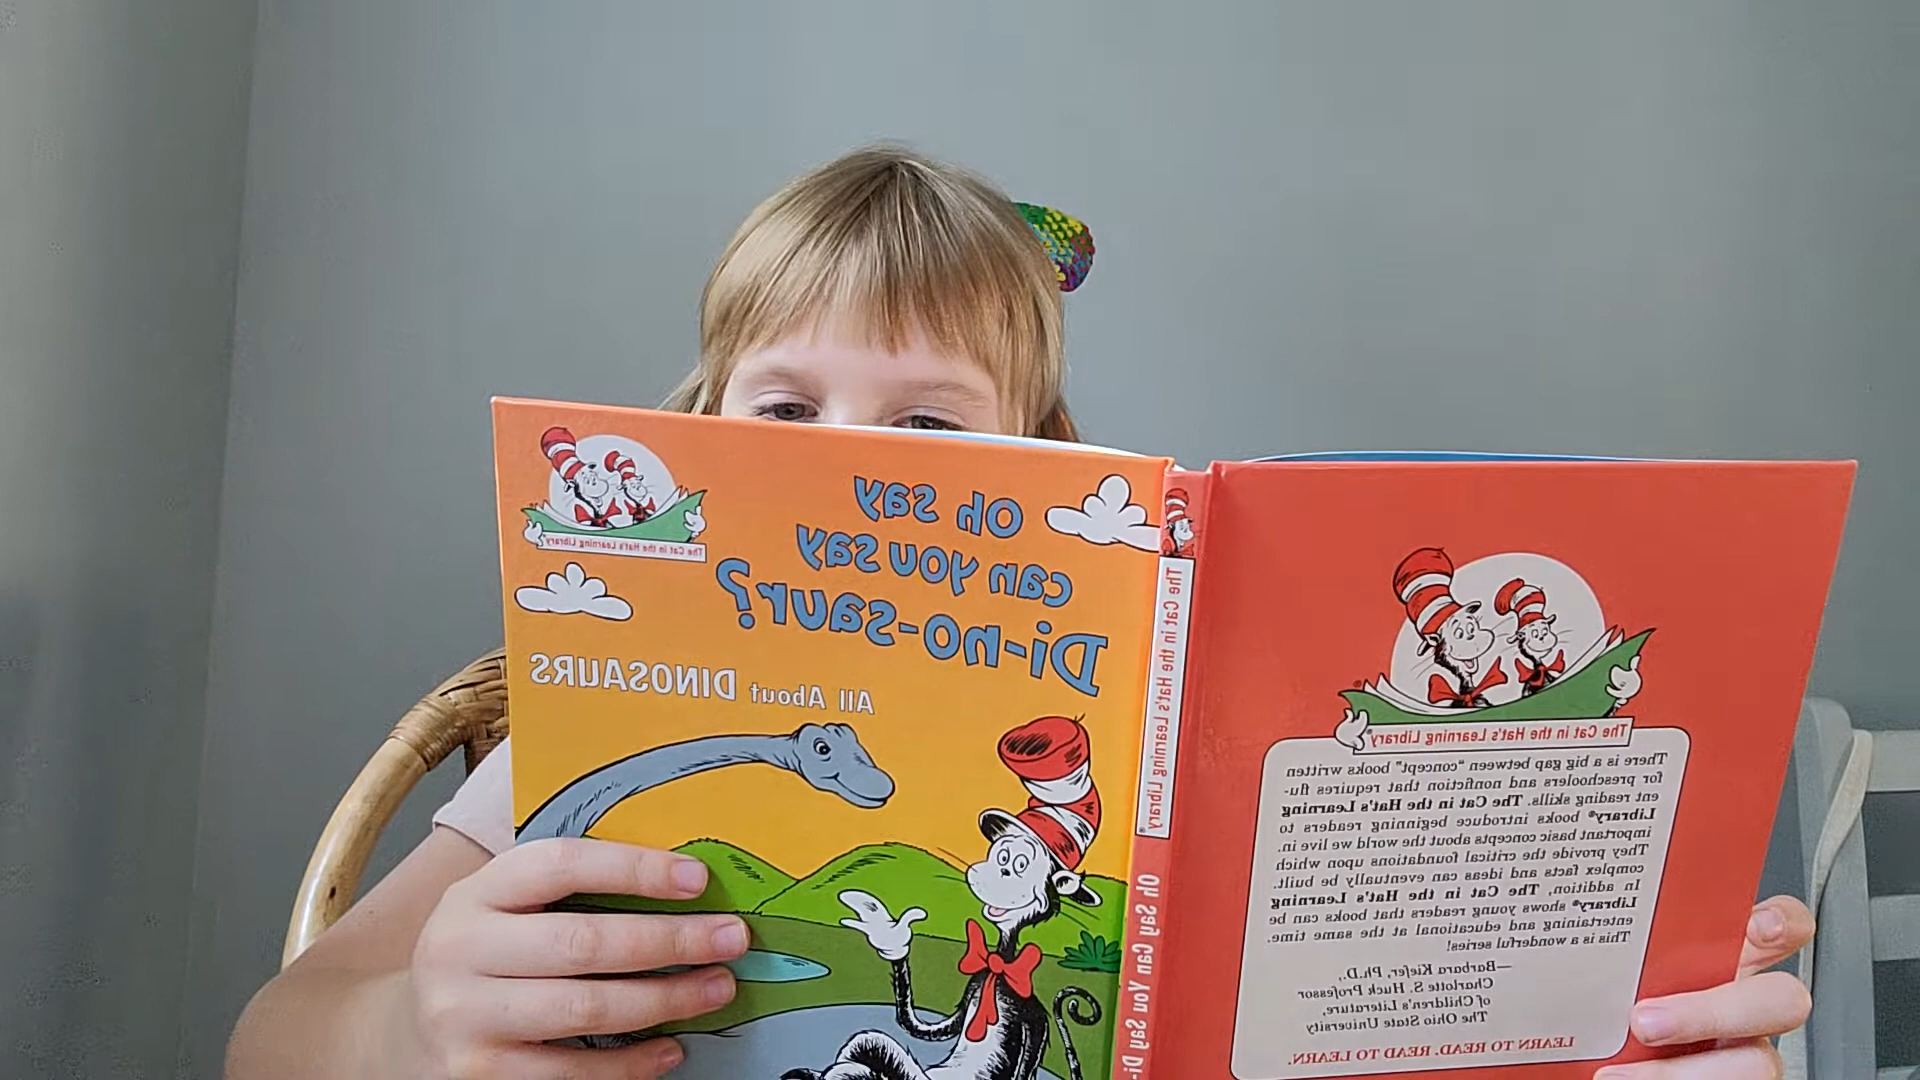 The Cat in the Hat's Learning Library®
Oh say
can you say
Di-no-saur?
All About DINOSAURS
The Cat in the Hat's Learning Library®
Oh Say Can You Say Di-
The Cat in the Hat's Learning Library®
There is a big gap between “concept” books written
for preschoolers and nonfiction that requires flu-
ent reading skills. The Cat in the Hat's Learning
Library® books introduce beginning readers to
important basic concepts about the world we live in.
They provide the critical foundations upon which
complex facts and ideas can eventually be built.
In addition, The Cat in the Hat's Learning
Library® shows young readers that books can be
entertaining and educational at the same time.
This is a wonderful series!
—Barbara Kiefer, Ph.D.,
Charlotte S. Huck Professor
of Children's Literature,
The Ohio State University
LEARN TO READ. READ TO LEARN.